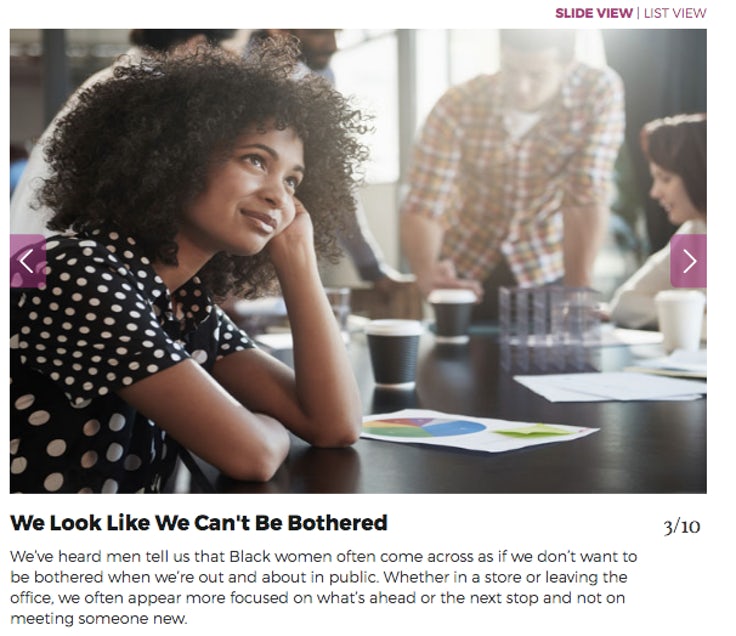 SLIDE VIEW | LIST VIEW
We Look Like We Can't Be Bothered
3/10
We've heard men tell us that Black women often come across as if we don't want to
be bothered when we're out and about in public. Whether in a store or leaving the
office, we often appear more focused on what's ahead or the next stop and not on
meeting someone new.